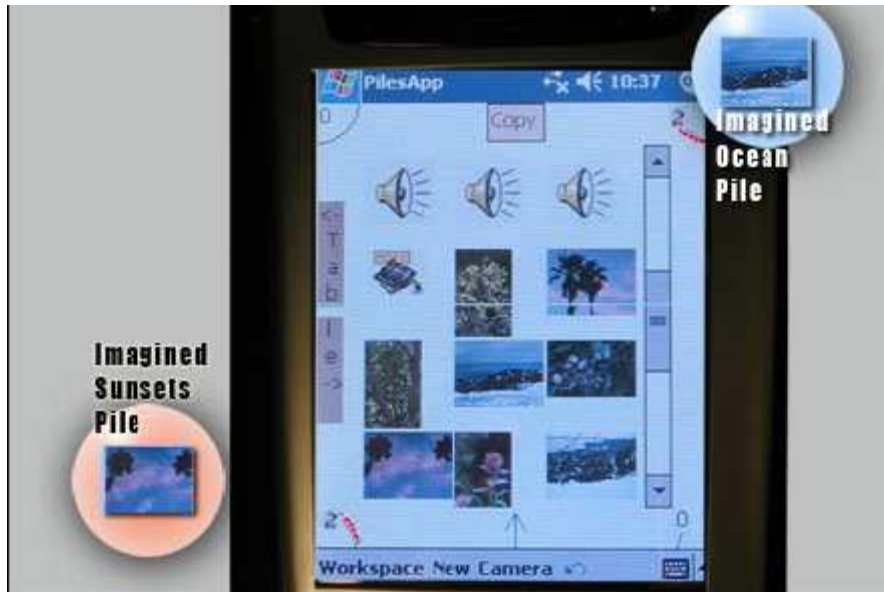 PilesApp 10:37
0
Copy
2
Imagined
Ocean
Pile
<-
T
a
b
l
e
->
Imagined
Sunsets
Pile
2
0
Workspace New Camera